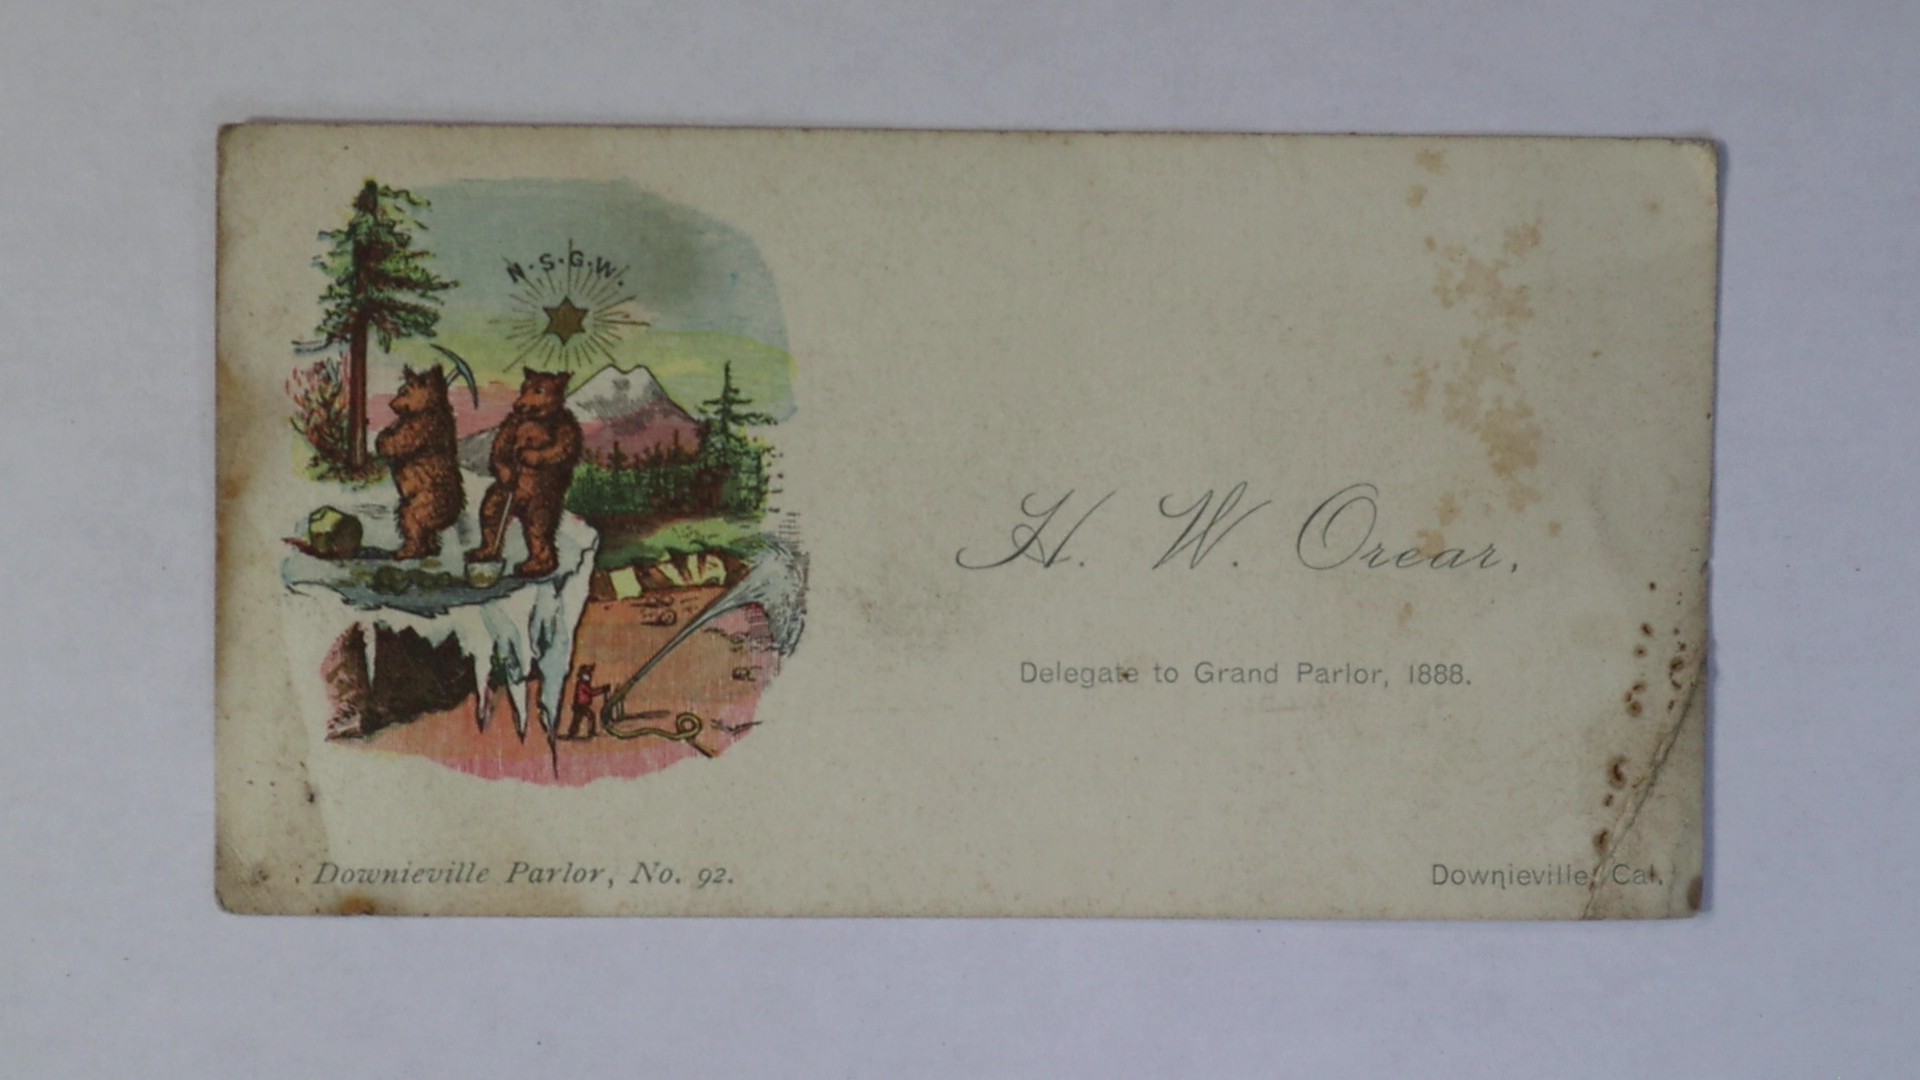 N.S.G.W.
H. W. Orear,
Delegate to Grand Parlor, 1888.
Downieville Parlor, No. 92.
Downieville, Cal.